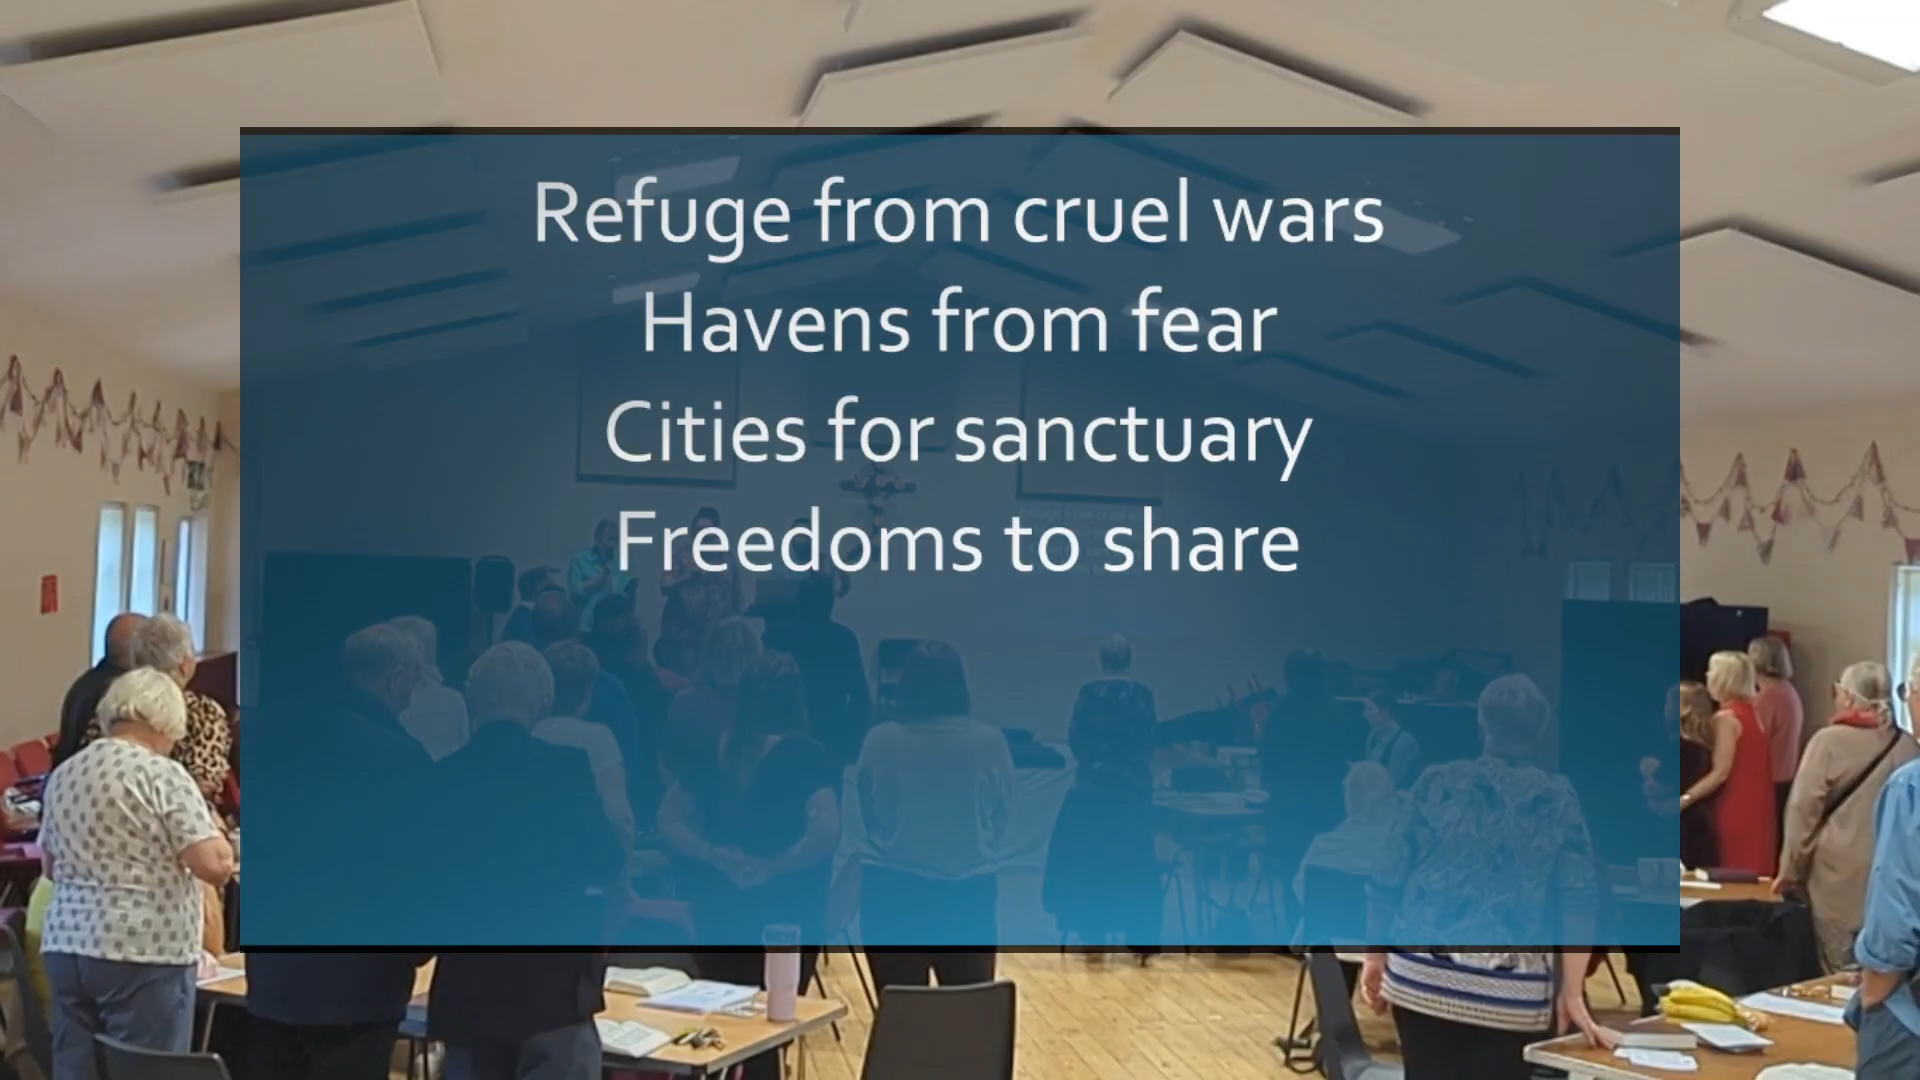 Refuge from cruel wars
Havens from fear
Cities for sanctuary
Freedoms to share